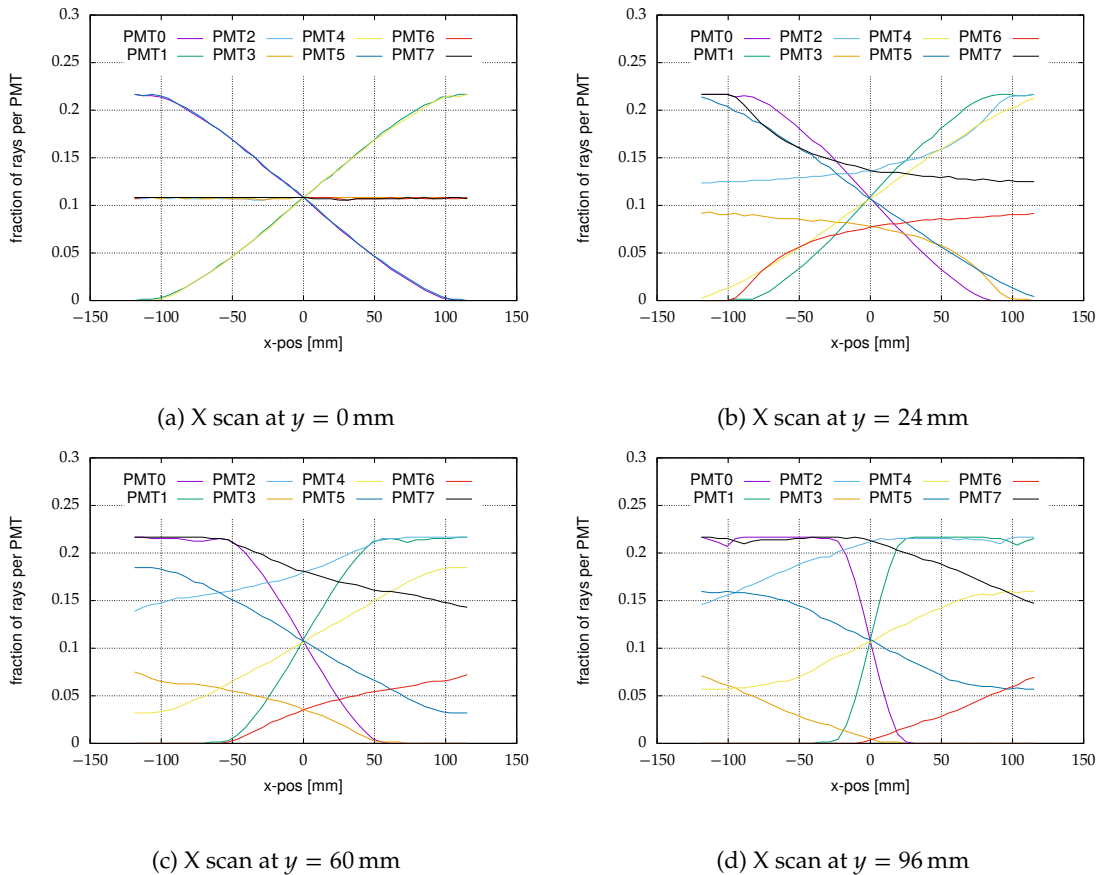 0.3
0.25
0.2
0.15
0.1
0.05
0
fraction of rays per PMT
PMT0 PMT2 PMT4 PMT6
PMT1 PMT3 PMT5 PMT7
−150 −100 −50 0 50 100 150
x-pos [mm]
(a) X scan at y = 0 mm
0.3
0.25
0.2
0.15
0.1
0.05
0
fraction of rays per PMT
PMT0 PMT2 PMT4 PMT6
PMT1 PMT3 PMT5 PMT7
−150 −100 −50 0 50 100 150
x-pos [mm]
(b) X scan at y = 24 mm
0.3
0.25
0.2
0.15
0.1
0.05
0
fraction of rays per PMT
PMT0 PMT2 PMT4 PMT6
PMT1 PMT3 PMT5 PMT7
−150 −100 −50 0 50 100 150
x-pos [mm]
(c) X scan at y = 60 mm
0.3
0.25
0.2
0.15
0.1
0.05
0
fraction of rays per PMT
PMT0 PMT2 PMT4 PMT6
PMT1 PMT3 PMT5 PMT7
−150 −100 −50 0 50 100 150
x-pos [mm]
(d) X scan at y = 96 mm